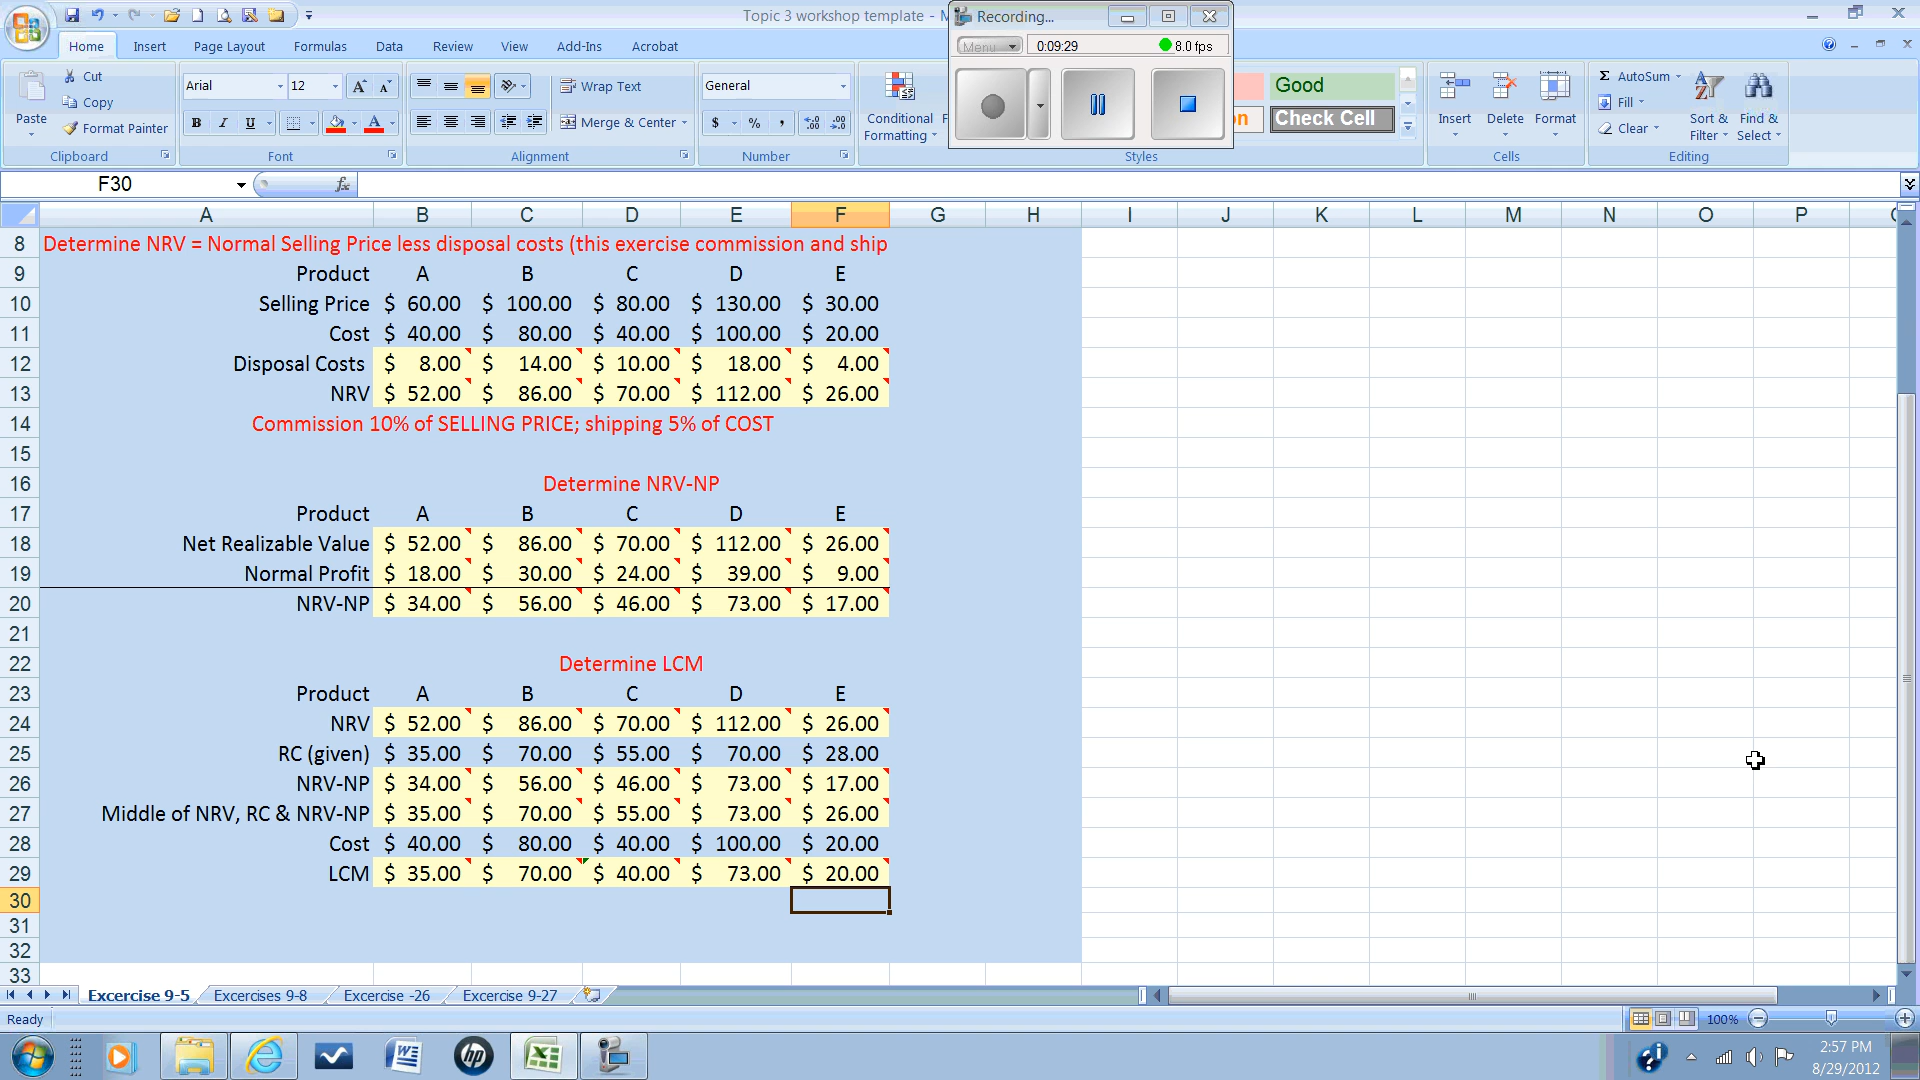 Topic 3 workshop template - M
Recording...
Home Insert Page Layout Formulas Data Review View Add-Ins Acrobat
Menu 0:09:29 8.0 fps
Paste Cut Copy Format Painter
Arial 12
B I U A
Wrap Text
Merge & Center
General
$ % ,
Conditional Formatting F
on
Good
Check Cell
Insert Delete Format
Σ AutoSum
Fill
Clear
Sort & Filter
Find & Select
Clipboard Font Alignment Number Styles Cells Editing
F30 fx
A B C D E F G H I J K L M N O P
8 Determine NRV = Normal Selling Price less disposal costs (this exercise commission and ship
9 Product A B C D E
10 Selling Price $ 60.00 $ 100.00 $ 80.00 $ 130.00 $ 30.00
11 Cost $ 40.00 $ 80.00 $ 40.00 $ 100.00 $ 20.00
12 Disposal Costs $ 8.00 $ 14.00 $ 10.00 $ 18.00 $ 4.00
13 NRV $ 52.00 $ 86.00 $ 70.00 $ 112.00 $ 26.00
14 Commission 10% of SELLING PRICE; shipping 5% of COST
15
16 Determine NRV-NP
17 Product A B C D E
18 Net Realizable Value $ 52.00 $ 86.00 $ 70.00 $ 112.00 $ 26.00
19 Normal Profit $ 18.00 $ 30.00 $ 24.00 $ 39.00 $ 9.00
20 NRV-NP $ 34.00 $ 56.00 $ 46.00 $ 73.00 $ 17.00
21
22 Determine LCM
23 Product A B C D E
24 NRV $ 52.00 $ 86.00 $ 70.00 $ 112.00 $ 26.00
25 RC (given) $ 35.00 $ 70.00 $ 55.00 $ 70.00 $ 28.00
26 NRV-NP $ 34.00 $ 56.00 $ 46.00 $ 73.00 $ 17.00
27 Middle of NRV, RC & NRV-NP $ 35.00 $ 70.00 $ 55.00 $ 73.00 $ 26.00
28 Cost $ 40.00 $ 80.00 $ 40.00 $ 100.00 $ 20.00
29 LCM $ 35.00 $ 70.00 $ 40.00 $ 73.00 $ 20.00
30
31
32
33
Excercise 9-5 Excercises 9-8 Excercise -26 Excercise 9-27
Ready 100%
hp
2:57 PM
8/29/2012